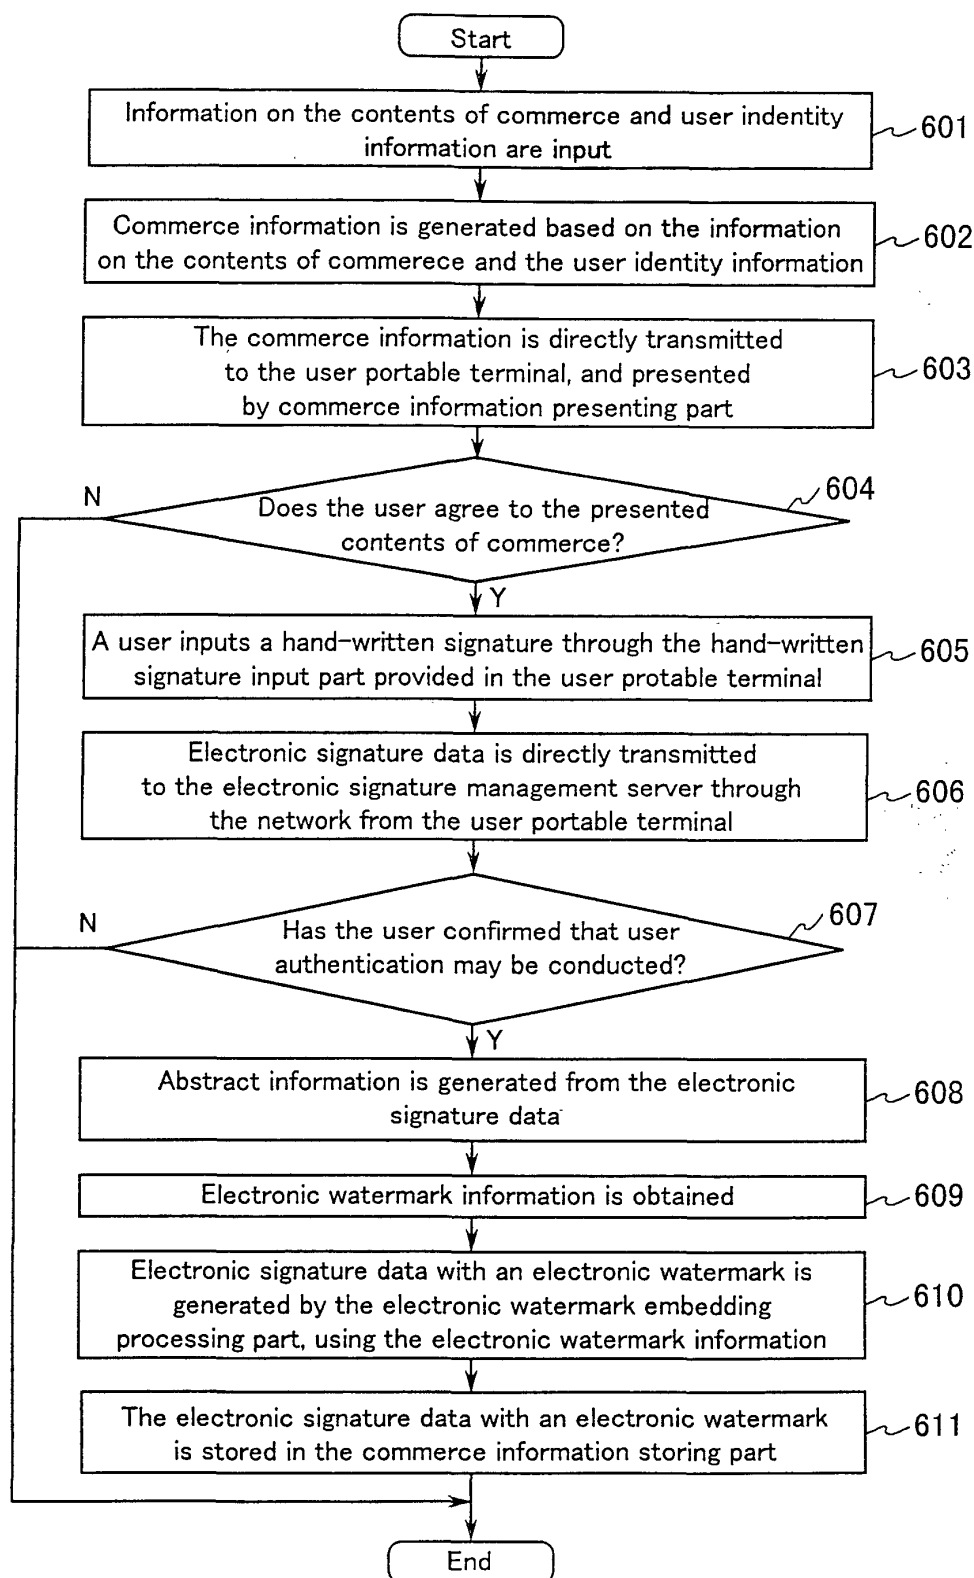 Start
Information on the contents of commerce and user indentity
information are input
601
Commerce information is generated based on the information
on the contents of commerece and the user identity information
602
The commerce information is directly transmitted
to the user portable terminal, and presented
by commerce information presenting part
603
N
604
Does the user agree to the presented
contents of commerce?
Y
A user inputs a hand-written signature through the hand-written
signature input part provided in the user protable terminal
605
Electronic signature data is directly transmitted
to the electronic signature management server through
the network from the user portable terminal
606
N
607
Has the user confirmed that user
authentication may be conducted?
Y
Abstract information is generated from the electronic
signature data
608
Electronic watermark information is obtained
609
Electronic signature data with an electronic watermark is
generated by the electronic watermark embedding
processing part, using the electronic watermark information
610
The electronic signature data with an electronic watermark
is stored in the commerce information storing part
611
End